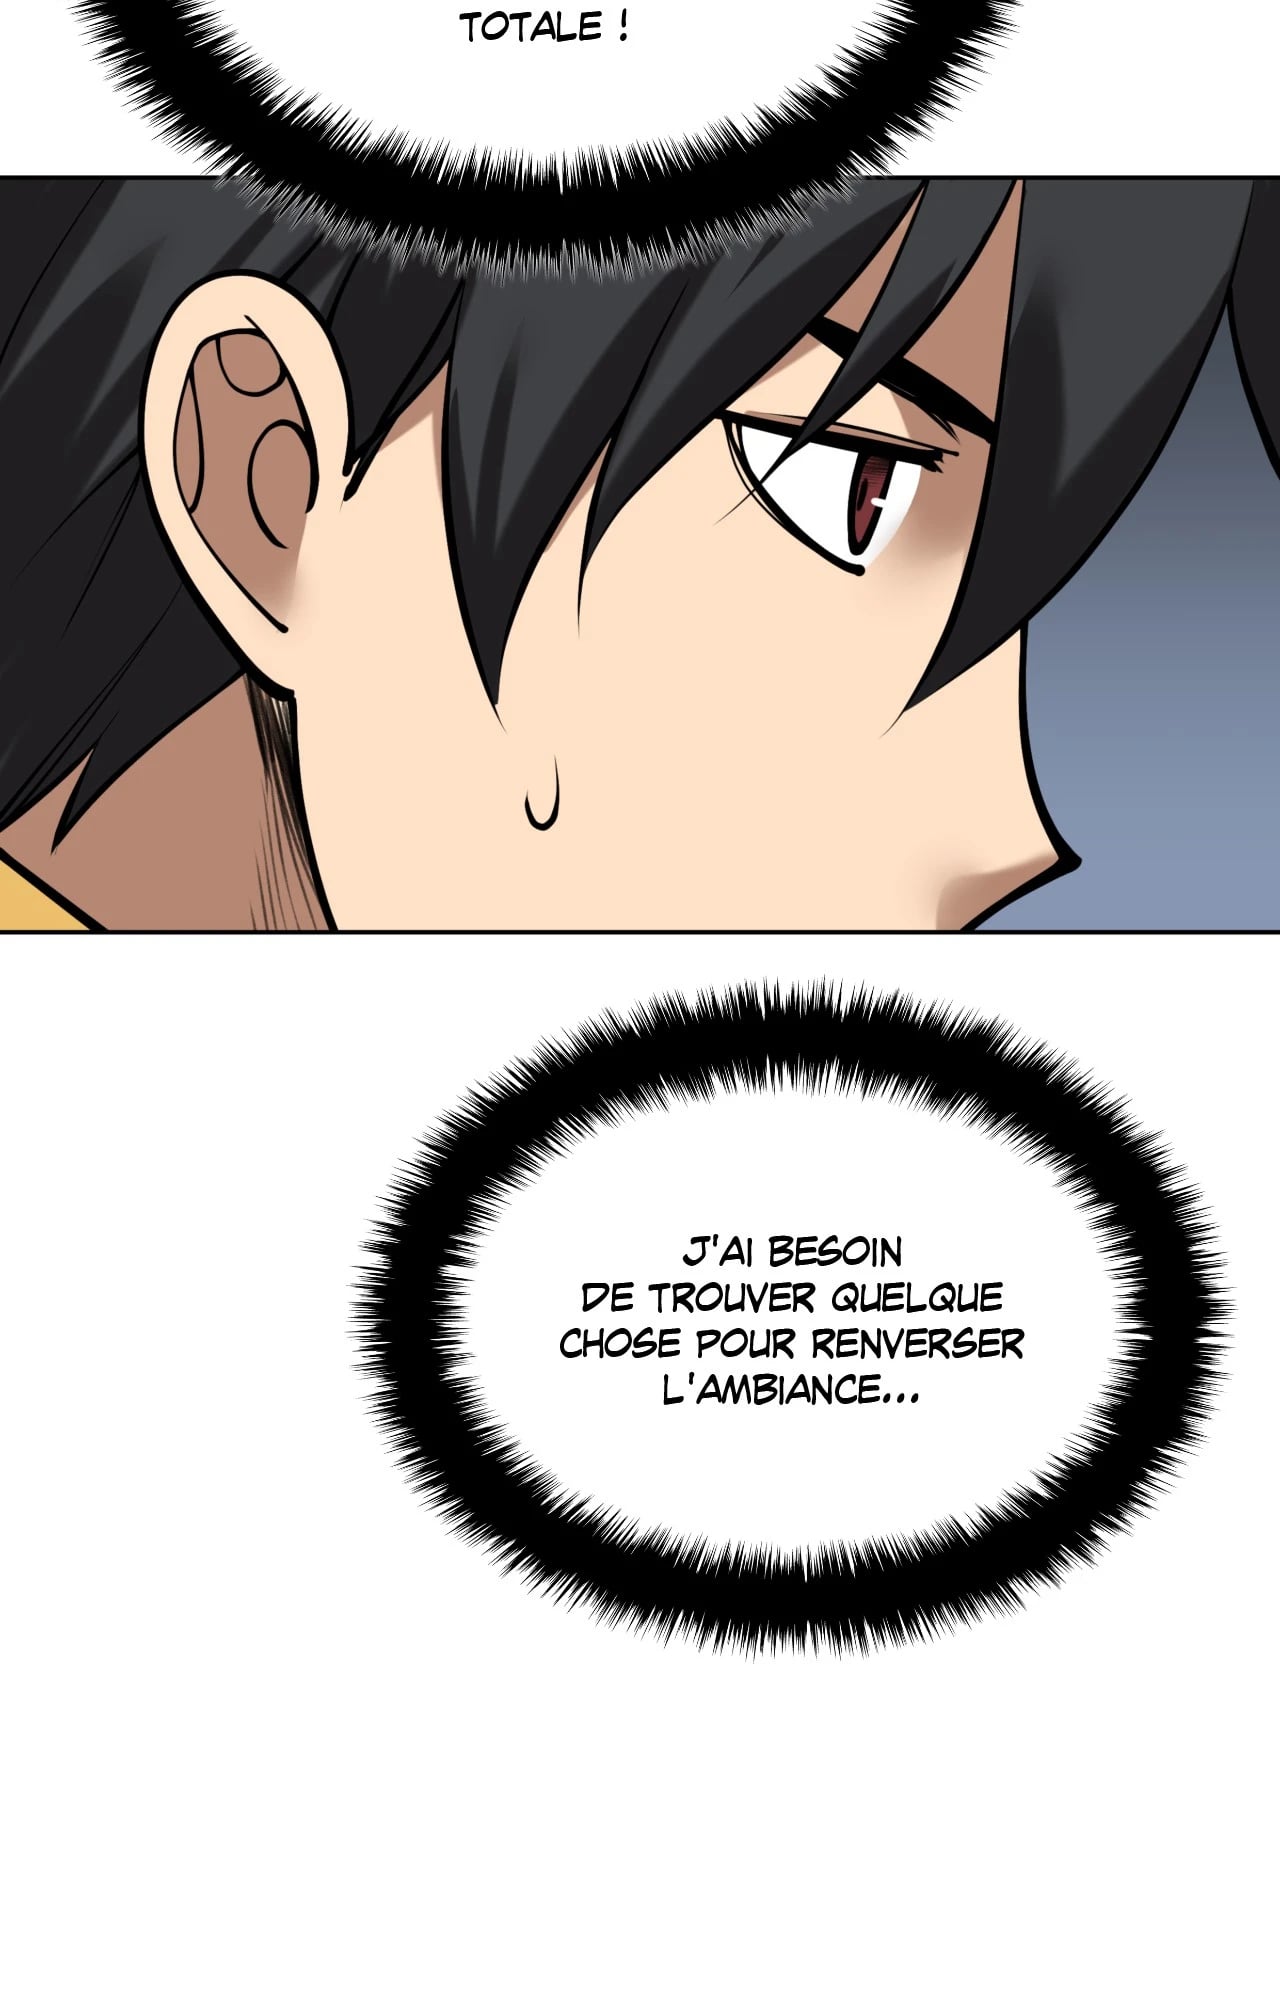 TOTALE !
J'AI BESOIN
DE TROUVER QUELQUE
CHOSE POUR RENVERSER
L'AMBIANCE...